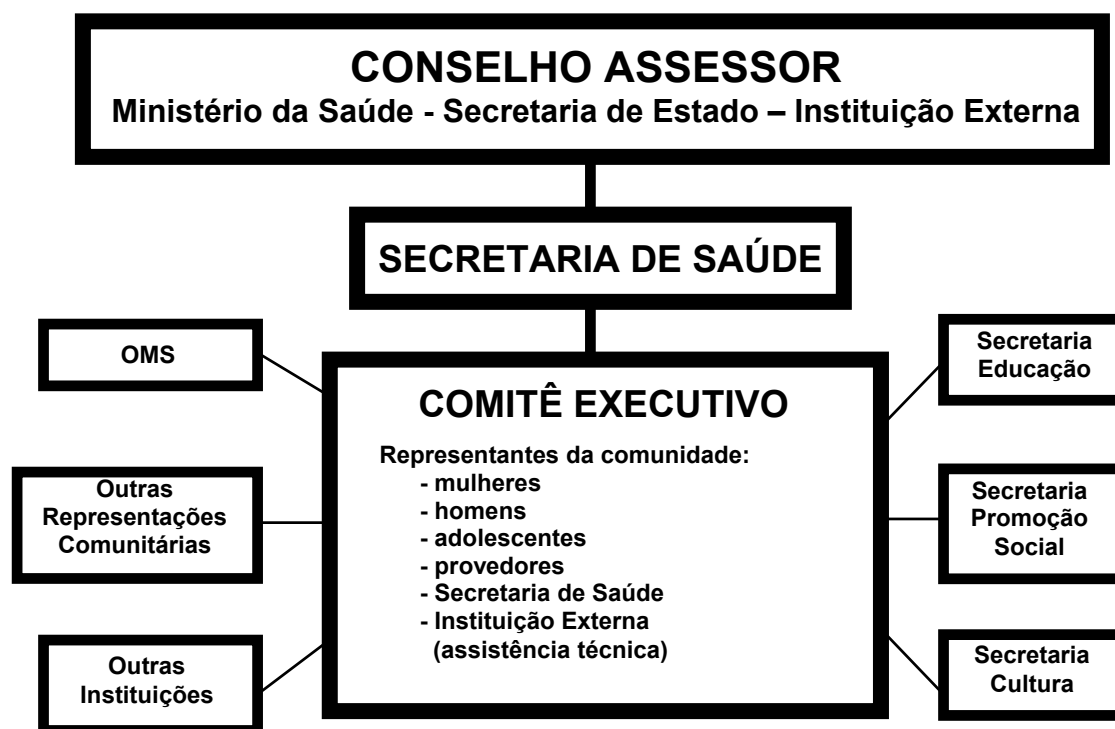 CONSELHO ASSESSOR
Ministério da Saúde - Secretaria de Estado – Instituição Externa
SECRETARIA DE SAÚDE
OMS
Outras
Representações
Comunitárias
Outras
Instituições
COMITÊ EXECUTIVO
Representantes da comunidade:
- mulheres
- homens
- adolescentes
- provedores
- Secretaria de Saúde
- Instituição Externa
(assistência técnica)
Secretaria
Educação
Secretaria
Promoção
Social
Secretaria
Cultura